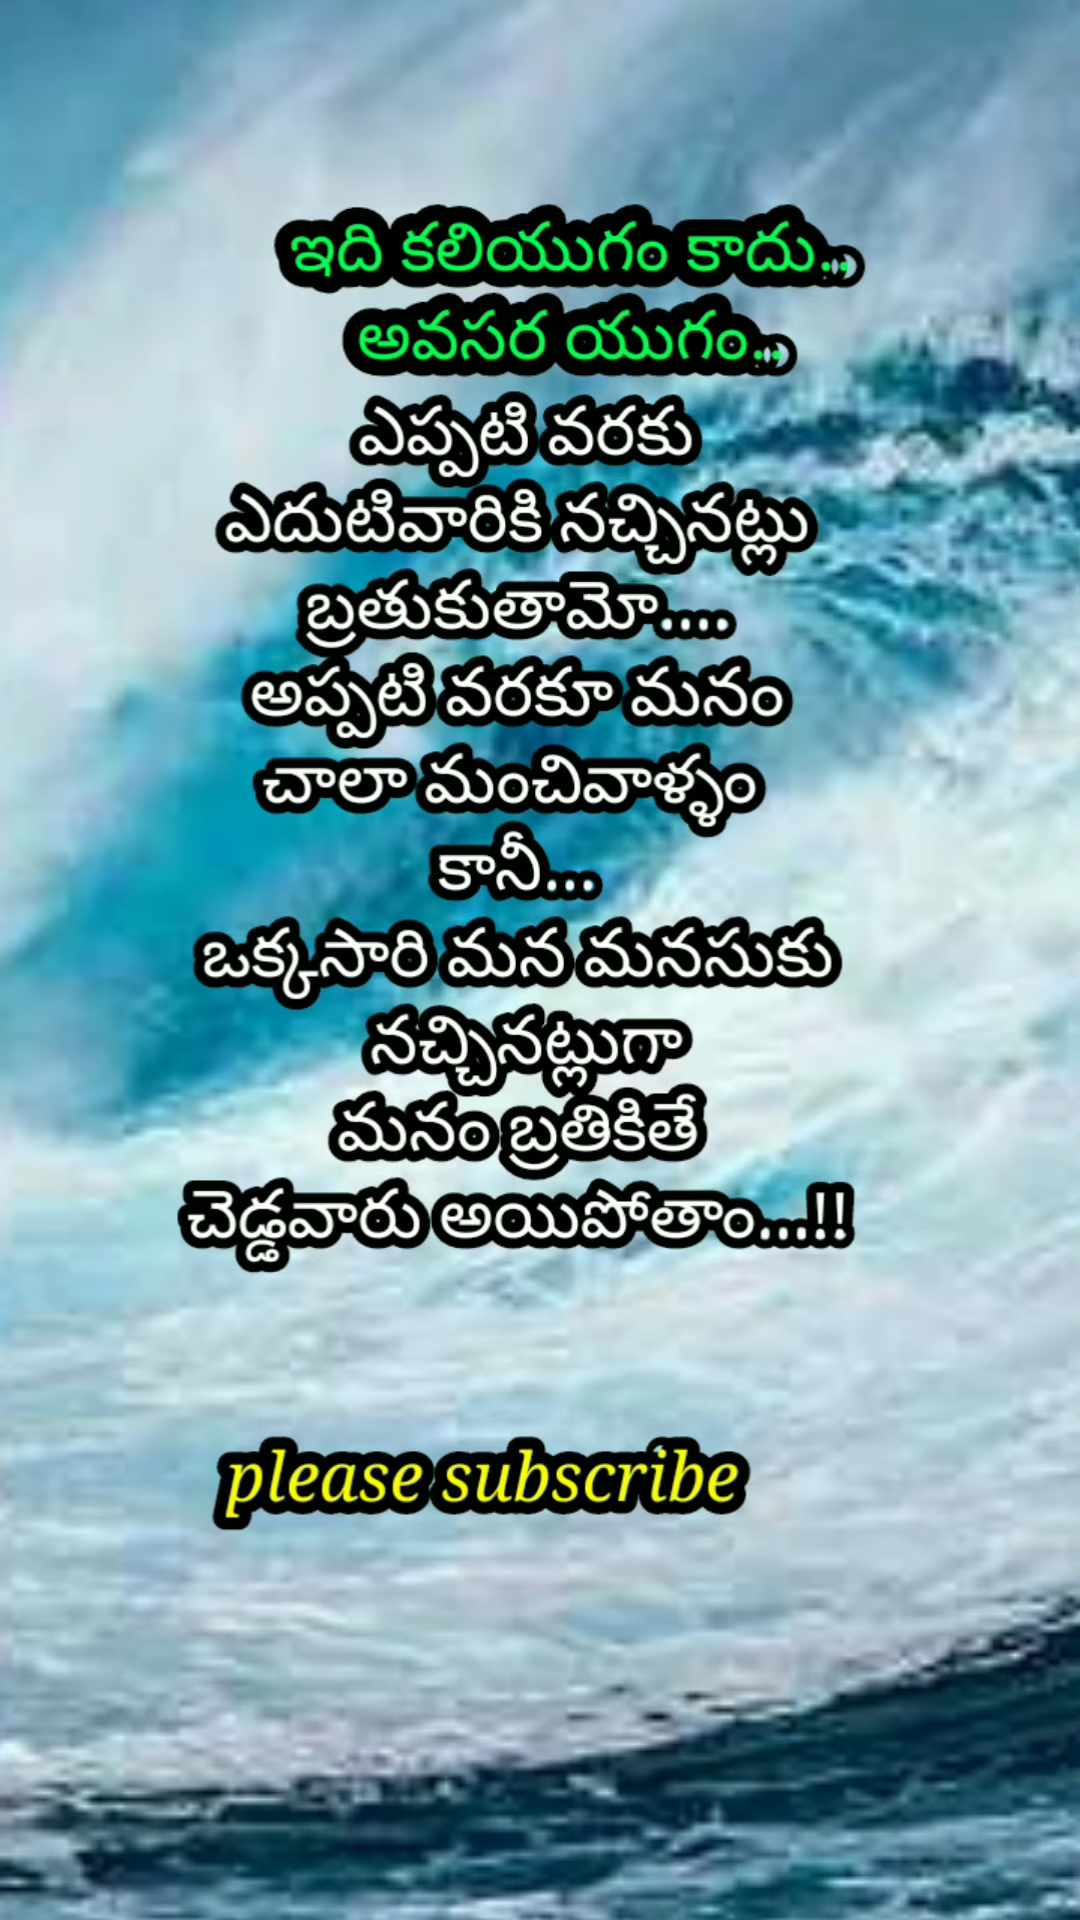 ఇది కలియుగం కాదు..,
అవసర యుగం..,
ఎప్పటి వరకు
ఎదుటివారికి నచ్చినట్లు
బ్రతుకుతామో....
అప్పటి వరకూ మనం
చాలా మంచివాళ్ళం
కానీ...
ఒక్కసారి మన మనసుకు
నచ్చినట్లుగా
మనం బ్రతికితే
చెడ్డవారు అయిపోతాం...!!
please subscribe